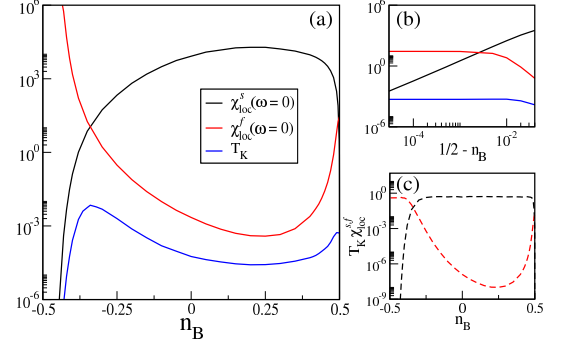 (a)
10^6
10^3
10^0
10^-3
10^-6
-0.5
-0.25
0
0.25
0.5
n_B
χ^s_loc(ω = 0)
χ^f_loc(ω = 0)
T_K
(b)
10^6
10^0
10^-6
10^-4
10^-2
1/2 - n_B
(c)
10^0
10^-3
10^-6
10^-9
-0.5
0
0.5
n_B
T_K χ^s,f_loc